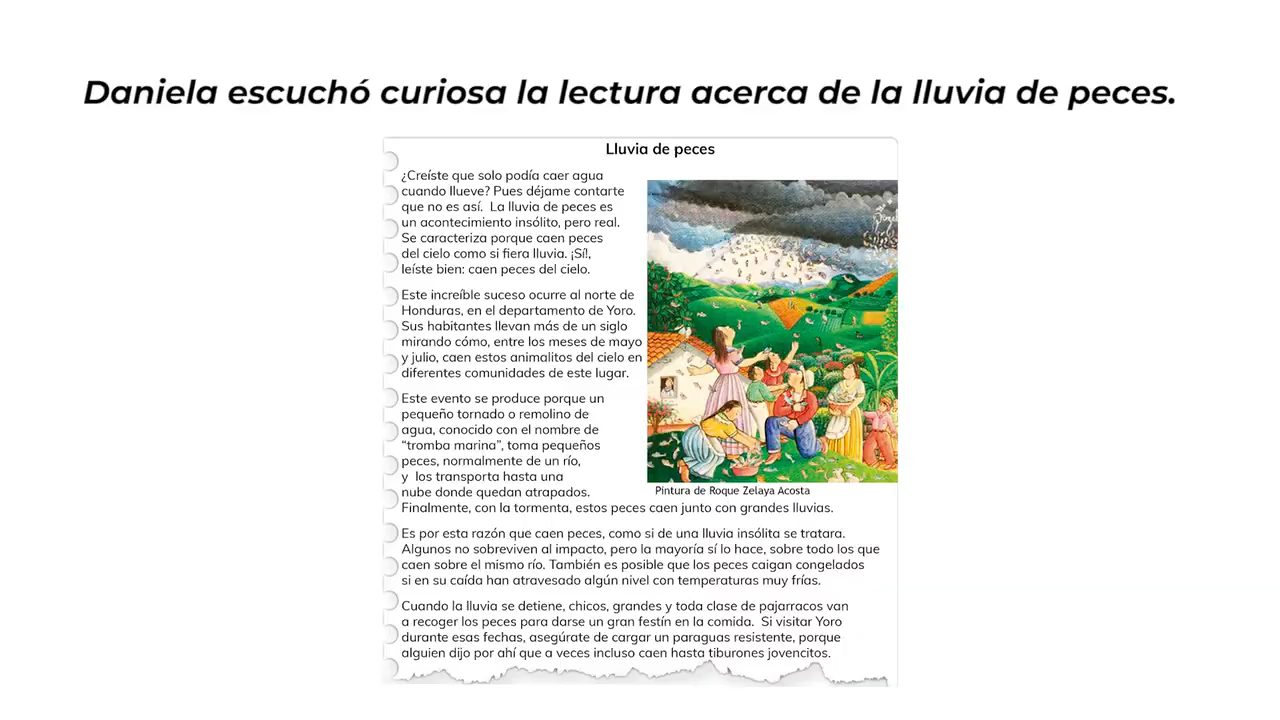 Daniela escuchó curiosa la lectura acerca de la lluvia de peces.
Lluvia de peces
¿Creíste que solo podía caer agua
cuando llueve? Pues déjame contarte
que no es así. La lluvia de peces es
un acontecimiento insólito, pero real.
Se caracteriza porque caen peces
del cielo como si fiera lluvia. ¡Sí!,
leíste bien: caen peces del cielo.
Este increíble suceso ocurre al norte de
Honduras, en el departamento de Yoro.
Sus habitantes llevan más de un siglo
mirando cómo, entre los meses de mayo
y julio, caen estos animalitos del cielo en
diferentes comunidades de este lugar.
Este evento se produce porque un
pequeño tornado o remolino de
agua, conocido con el nombre de
“tromba marina”, toma pequeños
peces, normalmente de un río,
y los transporta hasta una
nube donde quedan atrapados.
Finalmente, con la tormenta, estos peces caen junto con grandes lluvias.
Pintura de Roque Zelaya Acosta
Es por esta razón que caen peces, como si de una lluvia insólita se tratara.
Algunos no sobreviven al impacto, pero la mayoría sí lo hace, sobre todo los que
caen sobre el mismo río. También es posible que los peces caigan congelados
si en su caída han atravesado algún nivel con temperaturas muy frías.
Cuando la lluvia se detiene, chicos, grandes y toda clase de pajarracos van
a recoger los peces para darse un gran festín en la comida. Si visitar Yoro
durante esas fechas, asegúrate de cargar un paraguas resistente, porque
alguien dijo por ahí que a veces incluso caen hasta tiburones jovencitos.